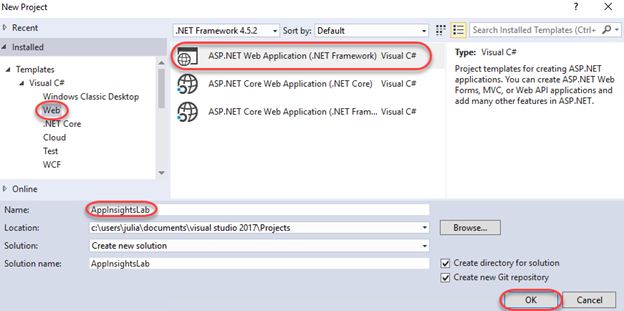 New Project
Recent
.NET Framework 4.5.2 Sort by: Default Search Installed Templates (Ctrl+
Installed
Templates
Visual C#
Windows Classic Desktop
Web
.NET Core
Cloud
Test
WCF
Online
ASP.NET Web Application (.NET Framework) Visual C#
ASP.NET Core Web Application (.NET Core) Visual C#
ASP.NET Core Web Application (.NET Fram... Visual C#
Type: Visual C#
Project templates for creating ASP.NET
applications. You can create ASP.NET Web
Forms, MVC, or Web API applications and
add many other features in ASP.NET.
Name: AppInsightsLab
Location: c:\users\julia\documents\visual studio 2017\Projects Browse...
Solution: Create new solution
Solution name: AppInsightsLab
Create directory for solution
Create new Git repository
OK Cancel